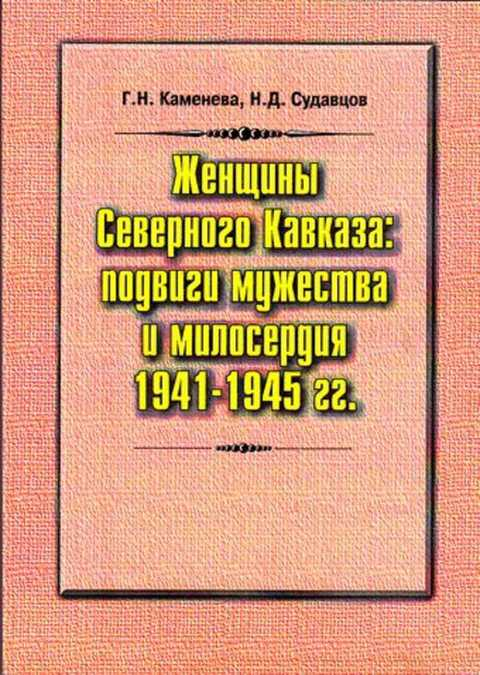 Г.Н. Каменева, Н.Д. Судавцов
Женщины
Северного Кавказа:
подвиги мужества
и милосердия
1941-1945 гг.